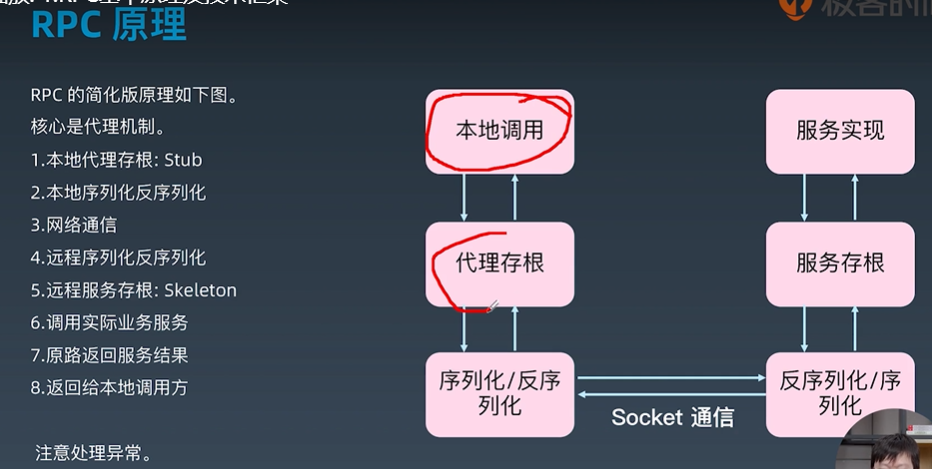 RPC 原理
RPC 的简化版原理如下图。
核心是代理机制。
1.本地代理存根: Stub
2.本地序列化反序列化
3.网络通信
4.远程序列化反序列化
5.远程服务存根: Skeleton
6.调用实际业务服务
7.原路返回服务结果
8.返回给本地调用方
注意处理异常。
本地调用
代理存根
序列化/反序
列化
Socket 通信
服务实现
服务存根
反序列化/序
列化